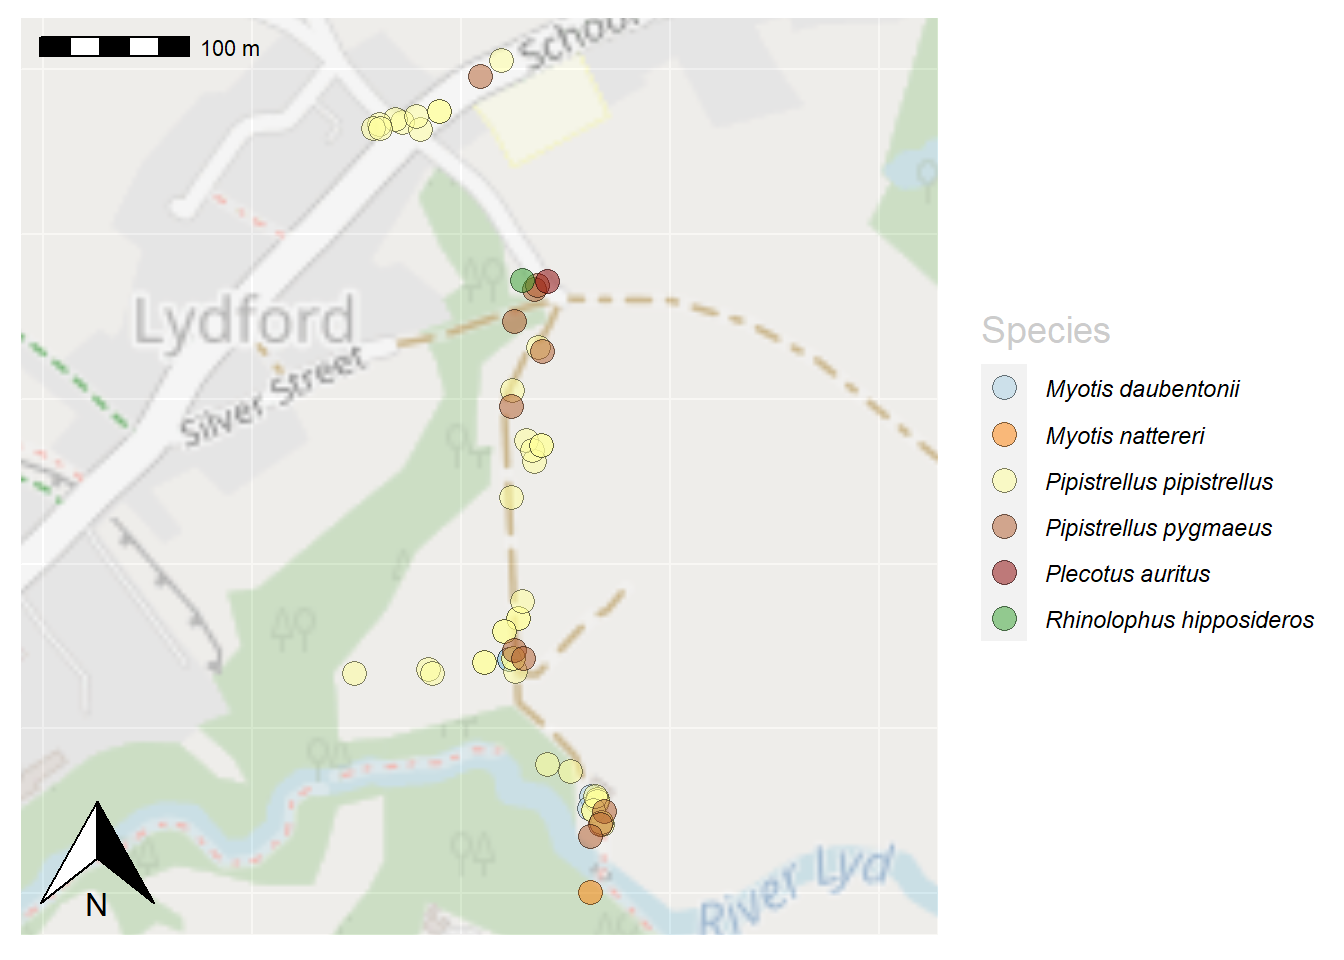 100 m
School
Lydford
Silver Street
River Lyd
N
Species
Myotis daubentonii
Myotis nattereri
Pipistrellus pipistrellus
Pipistrellus pygmaeus
Plecotus auritus
Rhinolophus hipposideros